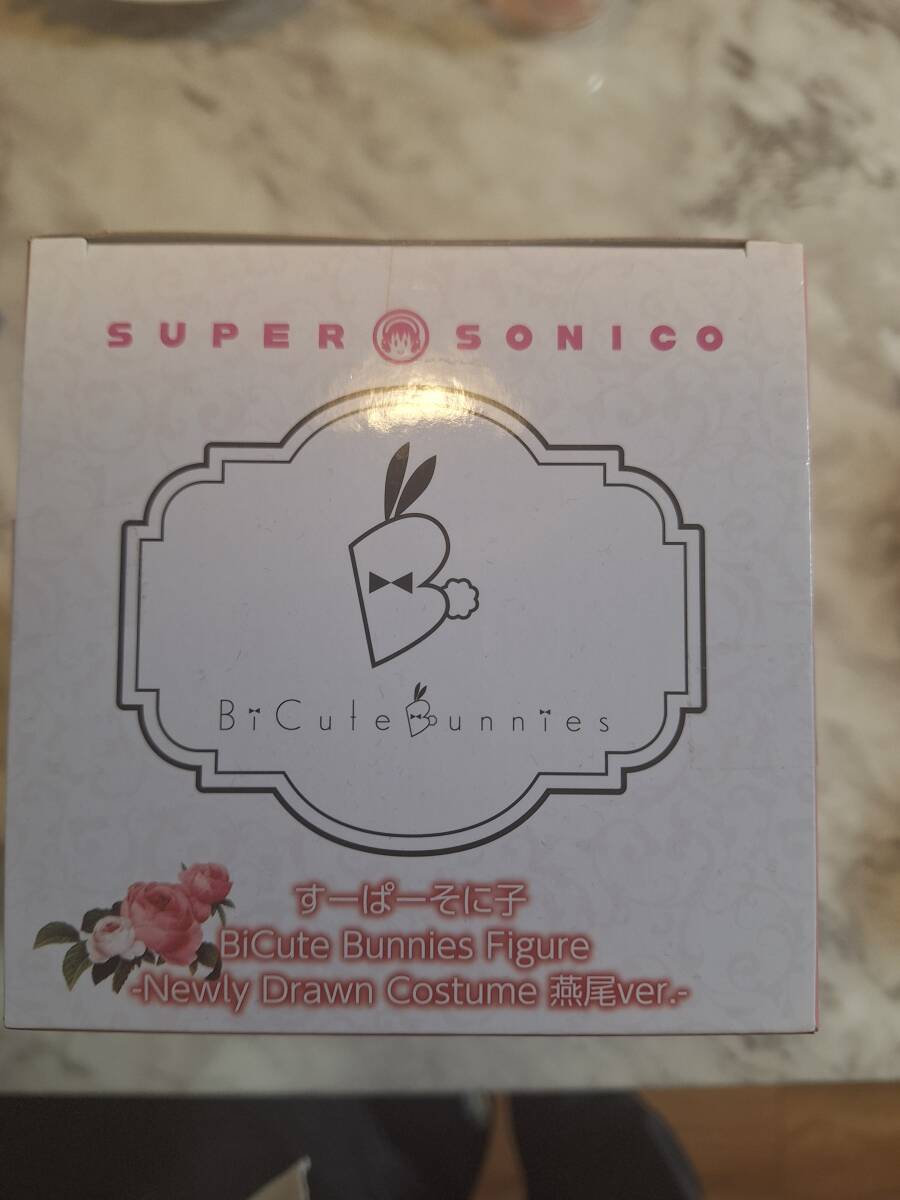 SUPER SONICO
BiCute Bunnies
すーぱーそに子
BiCute Bunnies Figure
-Newly Drawn Costume 燕尾ver.-